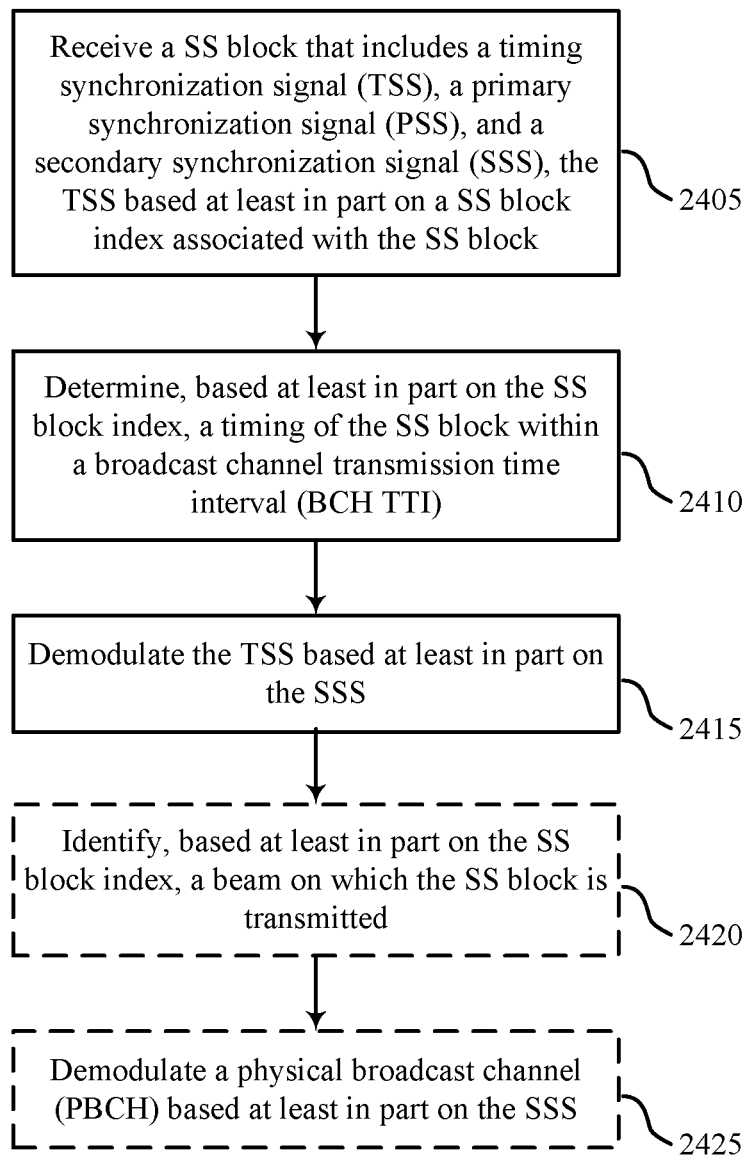 Receive a SS block that includes a timing
synchronization signal (TSS), a primary
synchronization signal (PSS), and a
secondary synchronization signal (SSS), the
TSS based at least in part on a SS block
index associated with the SS block
2405
Determine, based at least in part on the SS
block index, a timing of the SS block within
a broadcast channel transmission time
interval (BCH TTI)
2410
Demodulate the TSS based at least in part on
the SSS
2415
Identify, based at least in part on the SS
block index, a beam on which the SS block is
transmitted
2420
Demodulate a physical broadcast channel
(PBCH) based at least in part on the SSS
2425